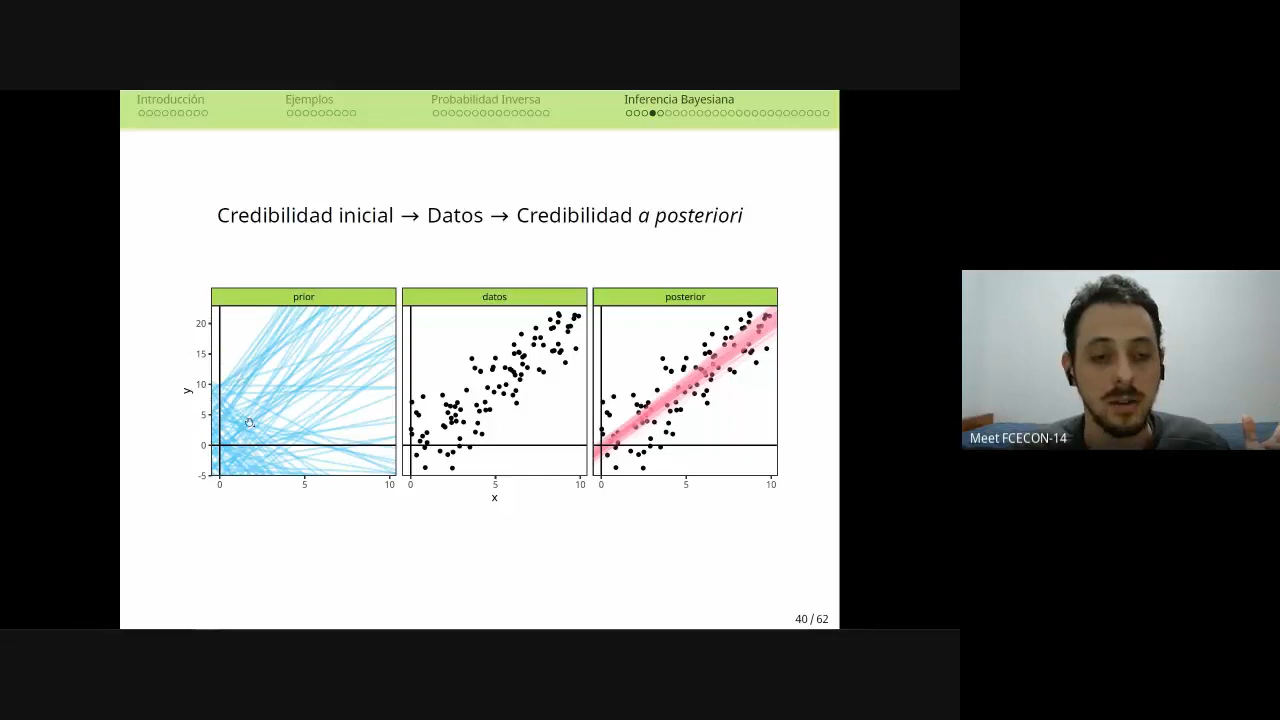 Introducción Ejemplos Probabilidad Inversa Inferencia Bayesiana
Credibilidad inicial → Datos → Credibilidad a posteriori
prior datos posterior
20
15
10
5
0
-5
y
0 5 10 0 5 10 0 5 10
x
Meet FCECON-14
40 / 62